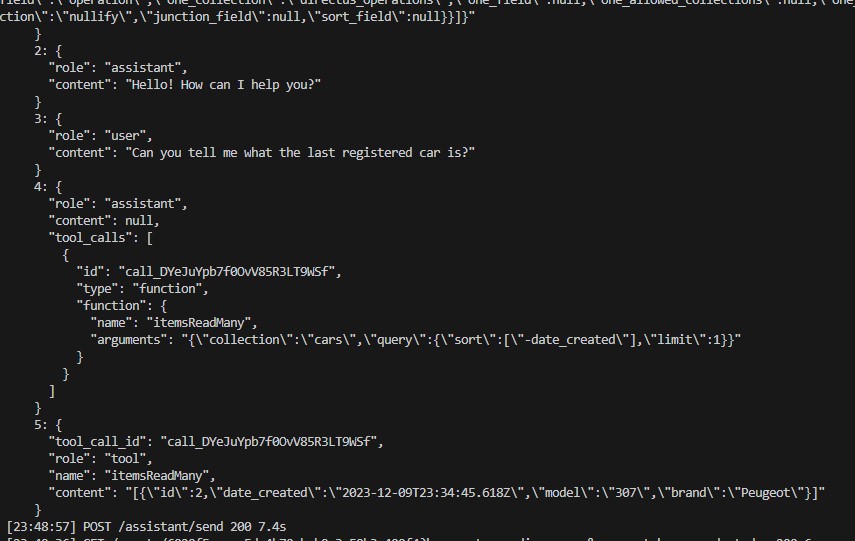 ction\":\"nullify\",\"junction_field\":null,\"sort_field\":null}}]}"
}
2: {
"role": "assistant",
"content": "Hello! How can I help you?"
}
3: {
"role": "user",
"content": "Can you tell me what the last registered car is?"
}
4: {
"role": "assistant",
"content": null,
"tool_calls": [
{
"id": "call_DYeJuYpb7f0OvV85R3LT9WSf",
"type": "function",
"function": {
"name": "itemsReadMany",
"arguments": "{\"collection\":\"cars\",\"query\":{\"sort\":[\"-date_created\"],\"limit\":1}}"
}
}
]
}
5: {
"tool_call_id": "call_DYeJuYpb7f0OvV85R3LT9WSf",
"role": "tool",
"name": "itemsReadMany",
"content": "[{\"id\":2,\"date_created\":\"2023-12-09T23:34:45.618Z\",\"model\":\"307\",\"brand\":\"Peugeot\"}]"
}
[23:48:57] POST /assistant/send 200 7.4s